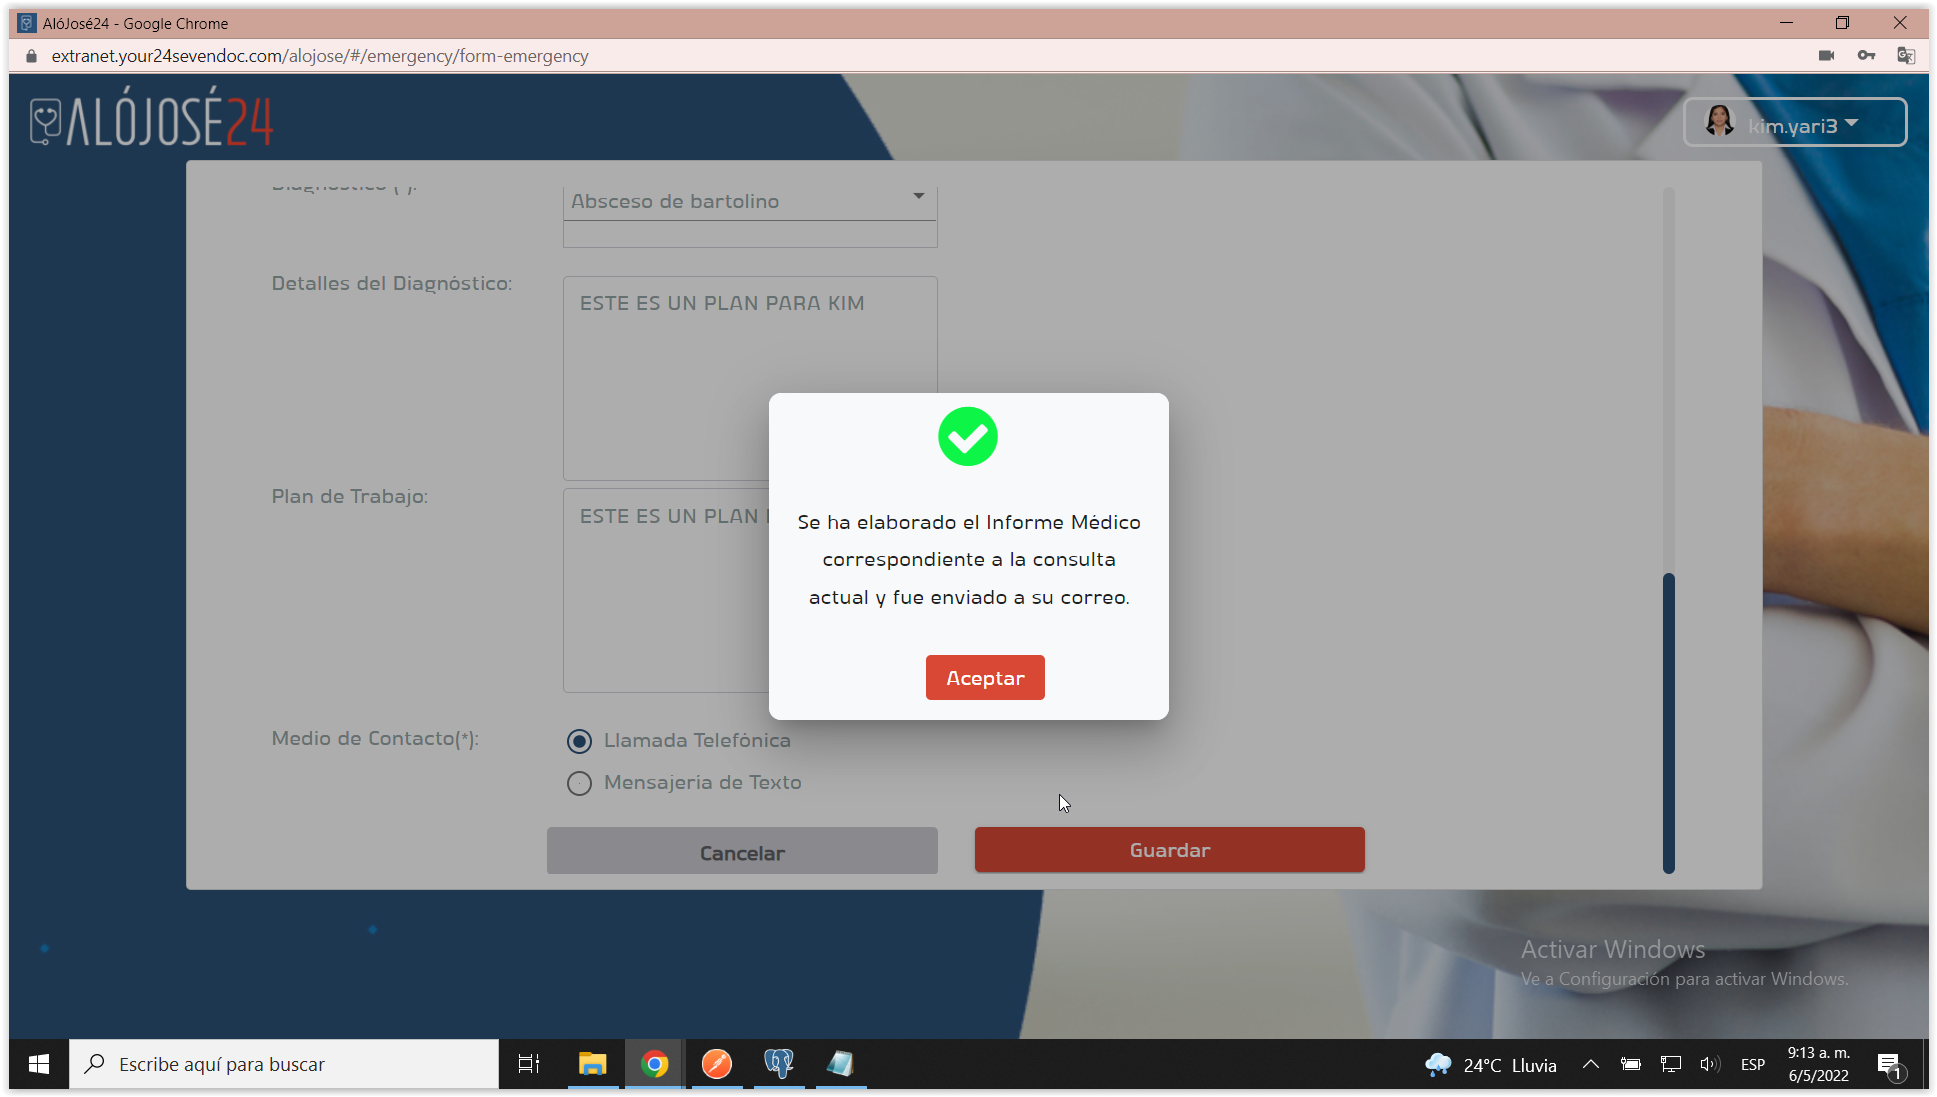 AlóJosé24 - Google Chrome
extranet.your24sevendoc.com/alojose/#/emergency/form-emergency
ALÓJOSÉ24
kim.yari3
Diagnóstico (*):
Absceso de bartolino
Detalles del Diagnóstico:
ESTE ES UN PLAN PARA KIM
Plan de Trabajo:
ESTE ES UN PLAN
Se ha elaborado el Informe Médico
correspondiente a la consulta
actual y fue enviado a su correo.
Aceptar
Medio de Contacto(*):
Llamada Telefónica
Mensajeria de Texto
Cancelar
Guardar
Activar Windows
Ve a Configuración para activar Windows.
Escribe aquí para buscar
24°C Lluvia
ESP
9:13 a. m.
6/5/2022
1